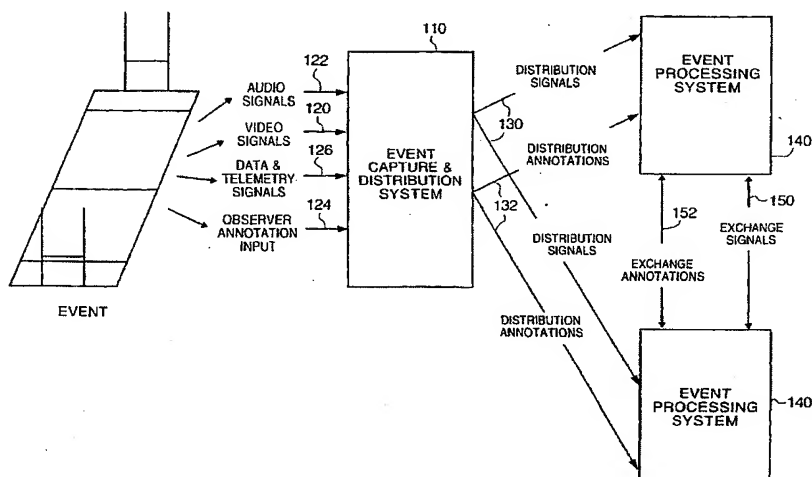 110
122
AUDIO
SIGNALS
120
VIDEO
SIGNALS
126
DATA &
TELEMETRY
SIGNALS
124
OBSERVER
ANNOTATION
INPUT
EVENT
EVENT
CAPTURE &
DISTRIBUTION
SYSTEM
DISTRIBUTION
SIGNALS
130
DISTRIBUTION
ANNOTATIONS
132
DISTRIBUTION
SIGNALS
DISTRIBUTION
ANNOTATIONS
EVENT
PROCESSING
SYSTEM
140
152
150
EXCHANGE
SIGNALS
EXCHANGE
ANNOTATIONS
EVENT
PROCESSING
SYSTEM
140